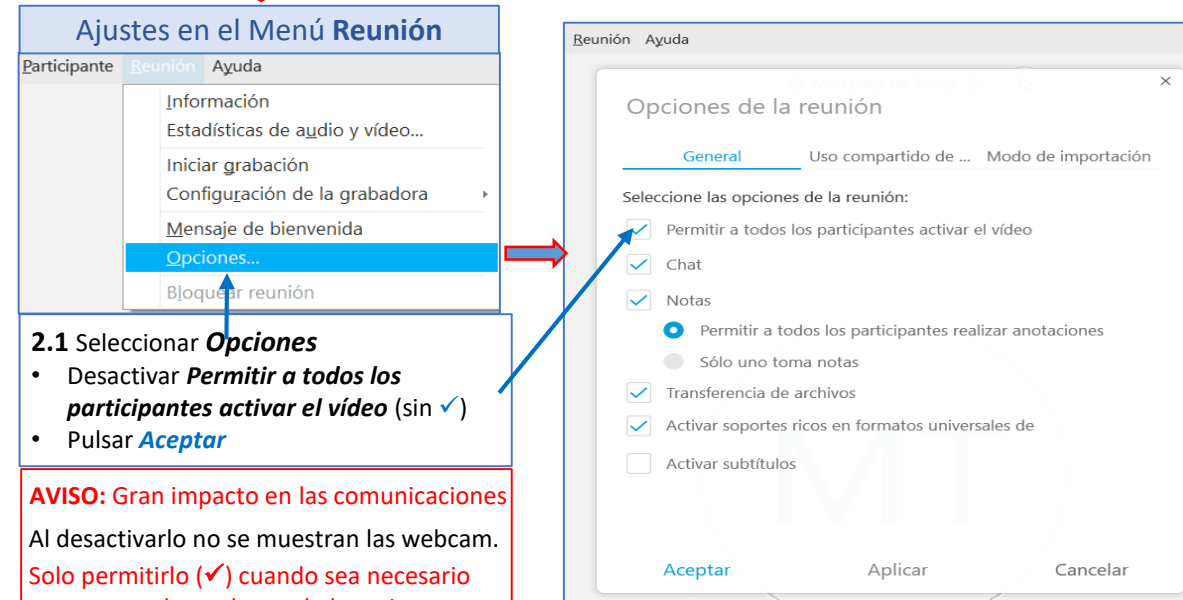 Ajustes en el Menú Reunión
Participante Reunión Ayuda
Información
Estadísticas de audio y vídeo...
Iniciar grabación
Configuración de la grabadora
Mensaje de bienvenida
Opciones...
Bloquear reunión
2.1 Seleccionar Opciones
• Desactivar Permitir a todos los
participantes activar el vídeo (sin ✓)
• Pulsar Aceptar
AVISO: Gran impacto en las comunicaciones
Al desactivarlo no se muestran las webcam.
Solo permitirlo (✓) cuando sea necesario
Reunión Ayuda
Opciones de la reunión
General Uso compartido de ... Modo de importación
Seleccione las opciones de la reunión:
Permitir a todos los participantes activar el vídeo
Chat
Notas
Permitir a todos los participantes realizar anotaciones
Sólo uno toma notas
Transferencia de archivos
Activar soportes ricos en formatos universales de
Activar subtítulos
MT
Aceptar Aplicar Cancelar